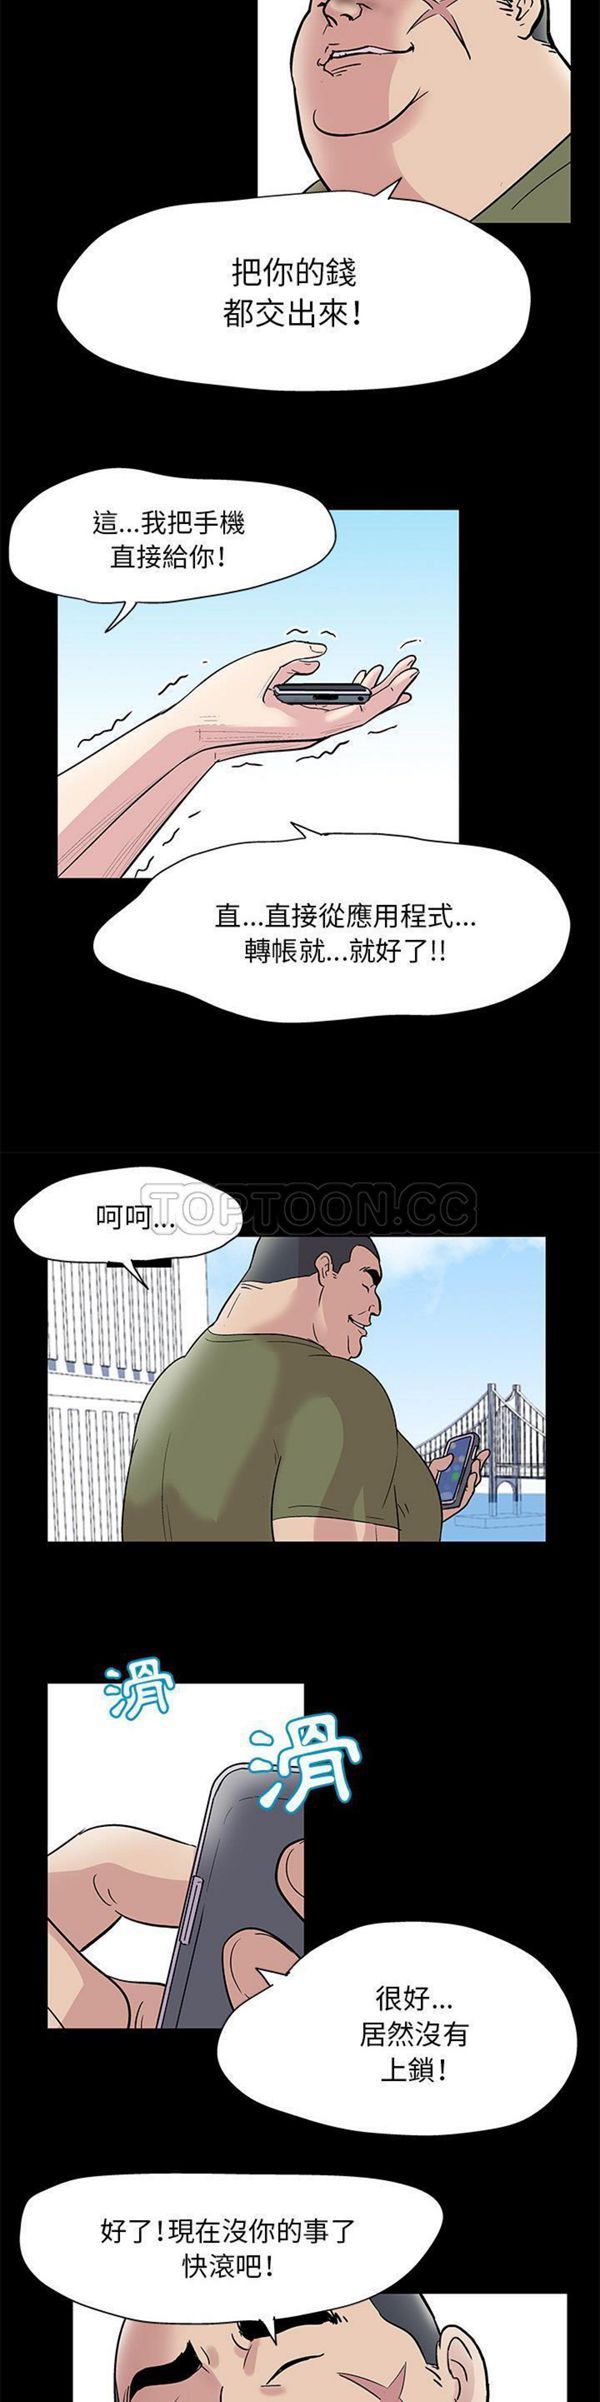 把你的錢
都交出來！
這...我把手機
直接給你！
直...直接從應用程式...
轉帳就...就好了!!
TOPTOON.CC
呵呵...
滑
滑
很好...
居然沒有
上鎖！
好了！現在沒你的事了
快滾吧！